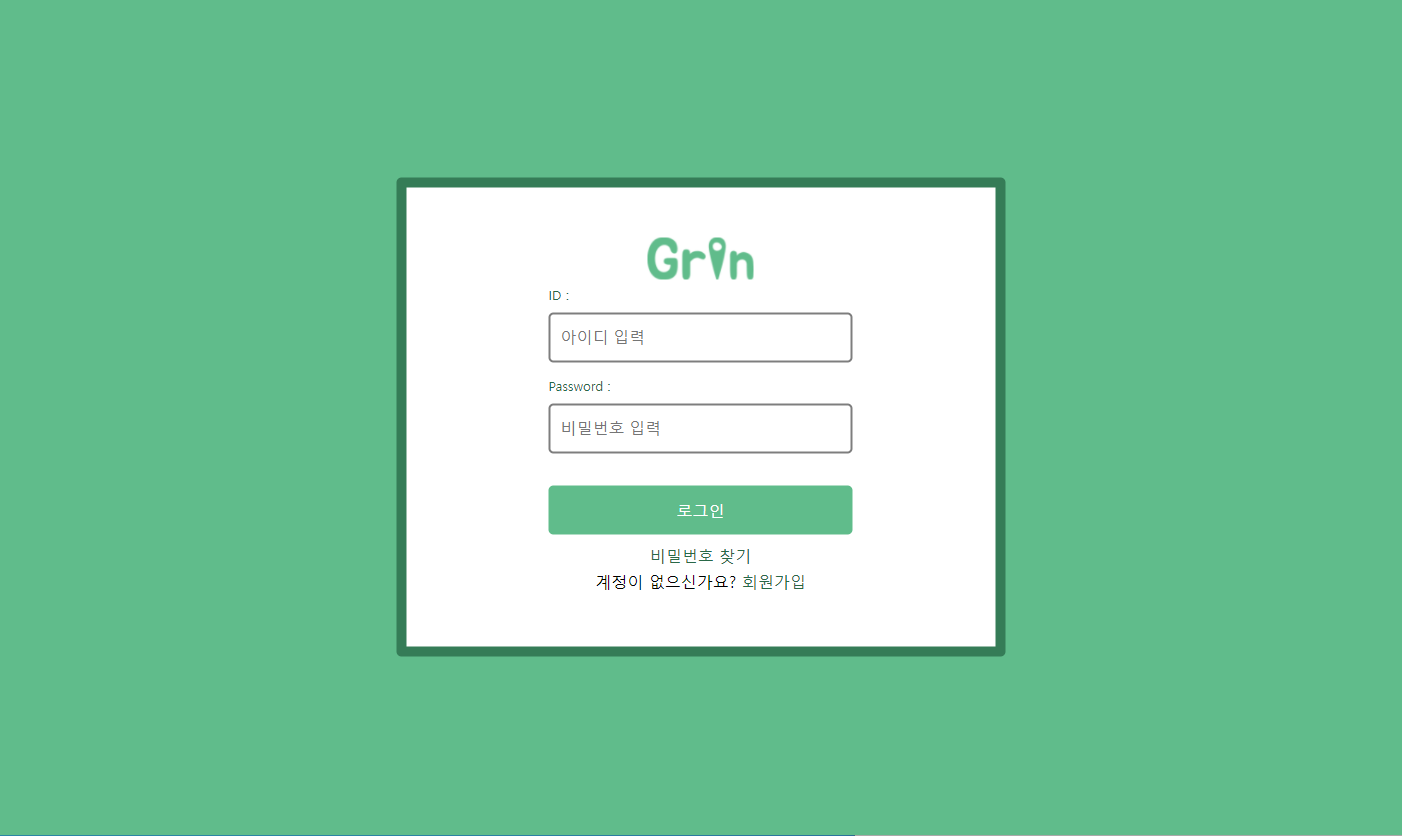 Grin
ID :
아이디 입력
Password :
비밀번호 입력
로그인
비밀번호 찾기
계정이 없으신가요? 회원가입